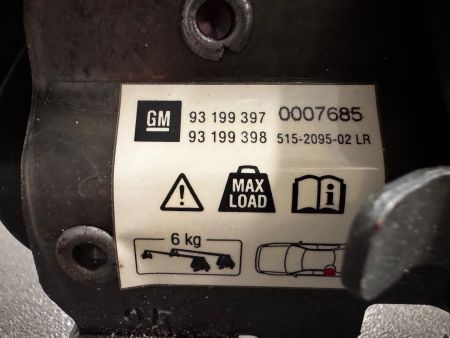 GM 93 199 397 0007685
93 199 398 515-2095-02 LR
MAX
LOAD
i
6 kg